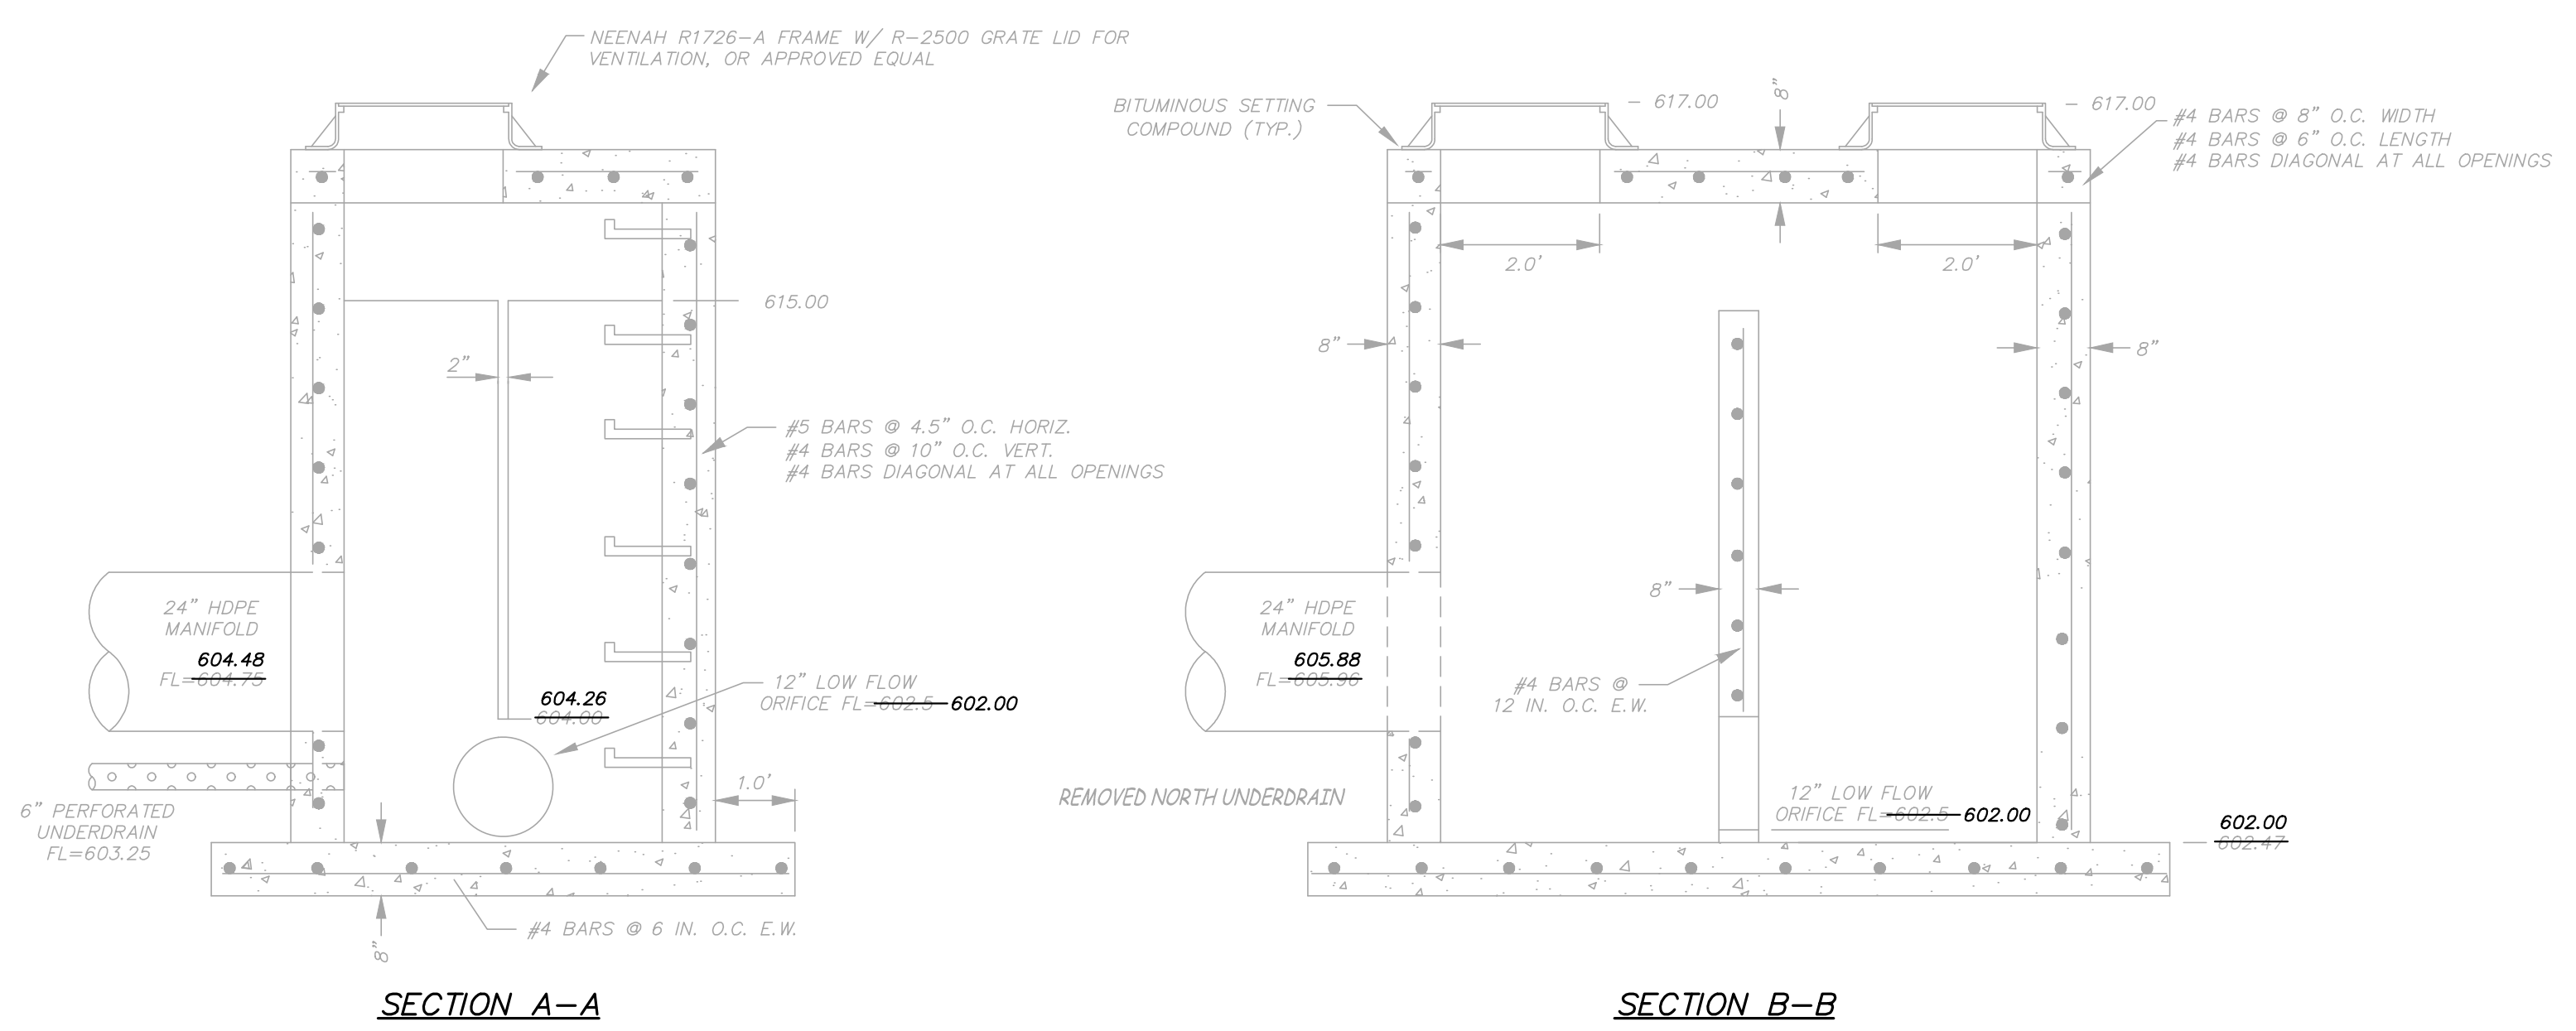 NEENAH R1726-A FRAME W/ R-2500 GRATE LID FOR
VENTILATION, OR APPROVED EQUAL
615.00
2"
#5 BARS @ 4.5" O.C. HORIZ.
#4 BARS @ 10" O.C. VERT.
#4 BARS DIAGONAL AT ALL OPENINGS
24" HDPE
MANIFOLD
604.48
FL=604.75
604.26
604.00
12" LOW FLOW
ORIFICE FL=602.5 602.00
1.0'
6" PERFORATED
UNDERDRAIN
FL=603.25
#4 BARS @ 6 IN. O.C. E.W.
8"
SECTION A-A
BITUMINOUS SETTING
COMPOUND (TYP.)
617.00
8"
617.00
#4 BARS @ 8" O.C. WIDTH
#4 BARS @ 6" O.C. LENGTH
#4 BARS DIAGONAL AT ALL OPENINGS
2.0'
2.0'
8"
8"
24" HDPE
MANIFOLD
605.88
FL=605.96
8"
#4 BARS @
12 IN. O.C. E.W.
REMOVED NORTH UNDERDRAIN
12" LOW FLOW
ORIFICE FL=602.5 602.00
602.00
602.47
SECTION B-B